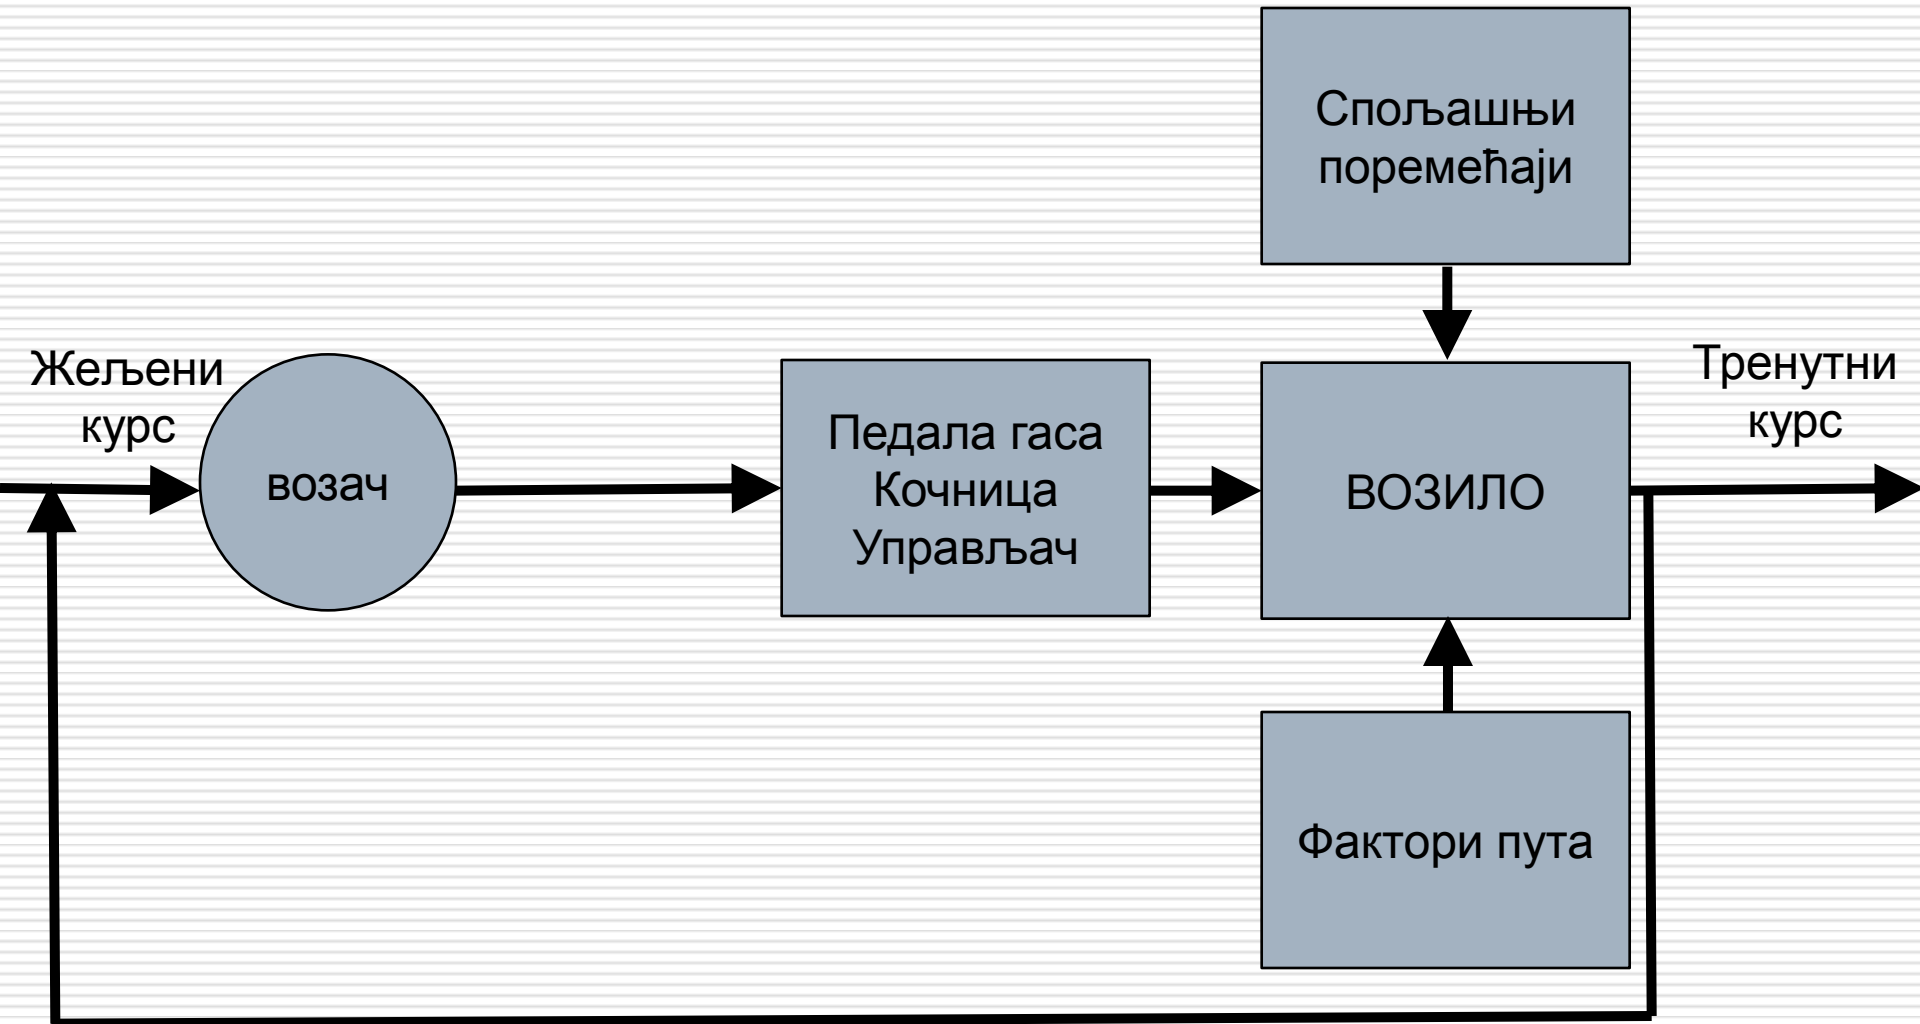 Спољашњи
поремећаји
Жељени
курс
возач
Педала гаса
Кочница
Управљач
ВОЗИЛО
Тренутни
курс
Фактори пута